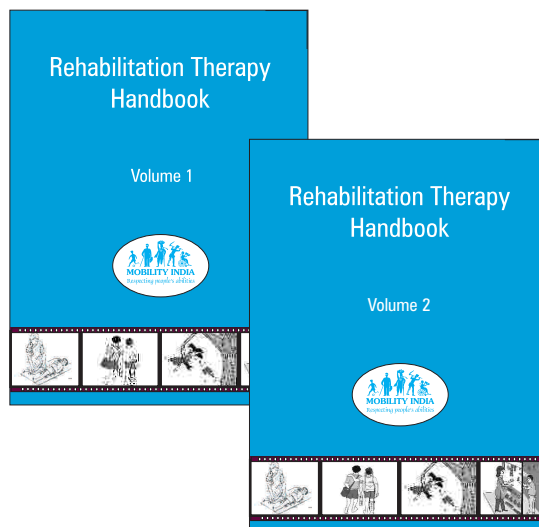 Rehabilitation Therapy
Handbook
Volume 1
MOBILITY INDIA
Respecting people's abilities
Rehabilitation Therapy
Handbook
Volume 2
MOBILITY INDIA
Respecting people's abilities